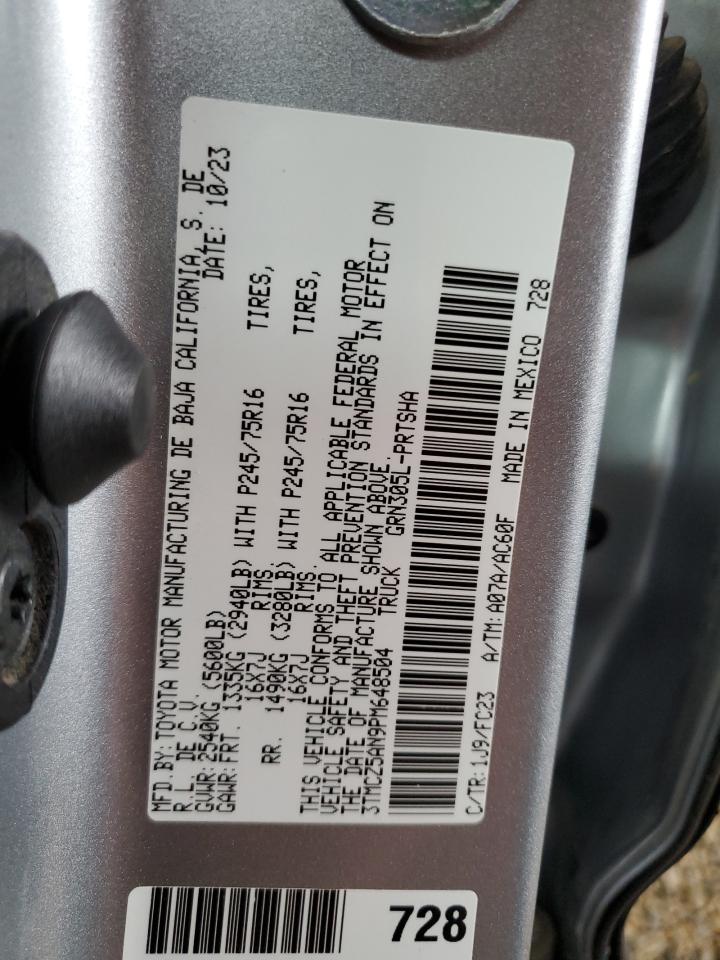 MFD.BY:TOYOTA MOTOR MANUFACTURING DE BAJA CALIFORNIA, S. DE
R.L. DE C.V. DATE: 10/23
GVWR:2540KG (5600LB)
GAWR:FRT. 1335KG (2940LB) WITH P245/75R16 TIRES,
16X7J RIMS.
RR. 1490KG (3280LB) WITH P245/75R16 TIRES,
16X7J RIMS.
THIS VEHICLE CONFORMS TO ALL APPLICABLE FEDERAL MOTOR
VEHICLE SAFETY AND THEFT PREVENTION STANDARDS IN EFFECT ON
THE DATE OF MANUFACTURE SHOWN ABOVE.
3TMCZ5AN9PM648504 TRUCK GRN305L-PRTSHA
C/TR:1J9/FC23 A/TM:A07A/AC60F MADE IN MEXICO 728
728